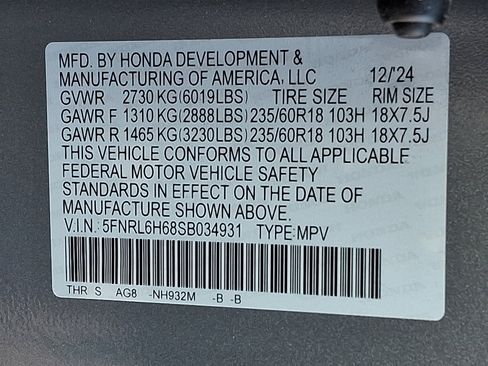 MFD. BY HONDA DEVELOPMENT &
MANUFACTURING OF AMERICA, LLC 12/'24
GVWR 2730 KG(6019LBS) TIRE SIZE RIM SIZE
GAWR F 1310 KG(2888LBS) 235/60R18 103H 18X7.5J
GAWR R 1465 KG(3230LBS) 235/60R18 103H 18X7.5J
THIS VEHICLE CONFORMS TO ALL APPLICABLE
FEDERAL MOTOR VEHICLE SAFETY
STANDARDS IN EFFECT ON THE DATE OF
MANUFACTURE SHOWN ABOVE.
V.I.N.: 5FNRL6H68SB034931 TYPE:MPV
THR S AG8 -NH932M -B -B